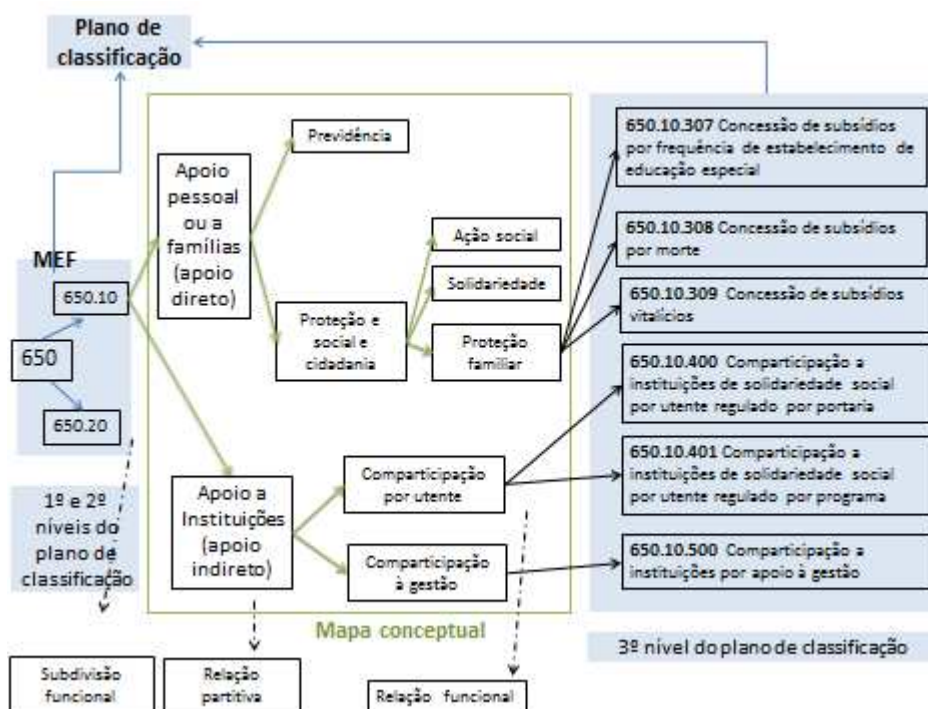 Plano de
classificação
MEF
650.10
650
650.20
1º e 2º
níveis do
plano de
classificação
Apoio
pessoal
ou a
famílias
(apoio
direto)
Previdência
Proteção e
social e
cidadania
Ação social
Solidariedade
Proteção
familiar
Apoio a
Instituições
(apoio
indireto)
Comparticipação
por utente
Comparticipação
à gestão
Mapa conceptual
650.10.307 Concessão de subsídios
por frequência de estabelecimento de
educação especial
650.10.308 Concessão de subsídios
por morte
650.10.309 Concessão de subsídios
vitalícios
650.10.400 Comparticipação a
instituições de solidariedade social
por utente regulado por portaria
650.10.401 Comparticipação a
instituições de solidariedade social
por utente regulado por programa
650.10.500 Comparticipação a
instituições por apoio à gestão
3º nível do plano de classificação
Subdivisão
funcional
Relação
partitiva
Relação funcional